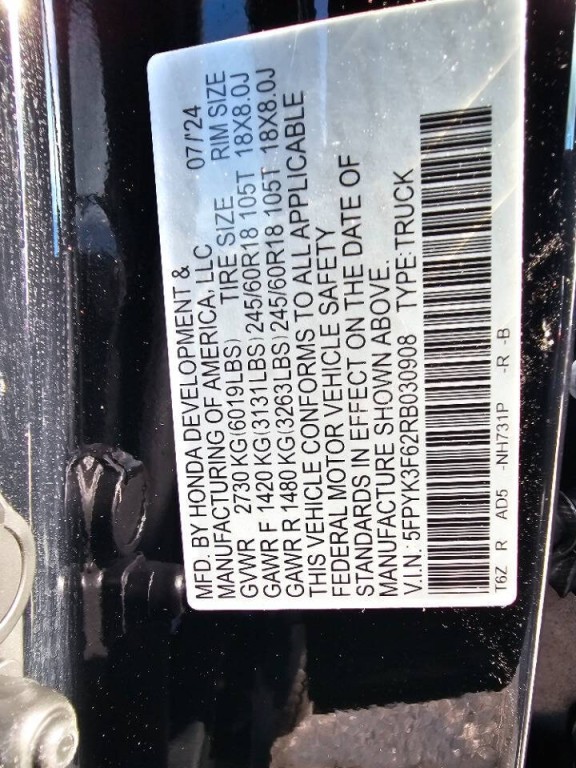 MFD. BY HONDA DEVELOPMENT &
MANUFACTURING OF AMERICA, LLC 07/'24
GVWR 2730 KG(6019LBS) TIRE SIZE RIM SIZE
GAWR F 1420 KG(3131LBS) 245/60R18 105T 18X8.0J
GAWR R 1480 KG(3263LBS) 245/60R18 105T 18X8.0J
THIS VEHICLE CONFORMS TO ALL APPLICABLE
FEDERAL MOTOR VEHICLE SAFETY
STANDARDS IN EFFECT ON THE DATE OF
MANUFACTURE SHOWN ABOVE.
V.I.N.: 5FPYK3F62RB030908 TYPE:TRUCK
T6Z R AD5 -NH731P -R -B